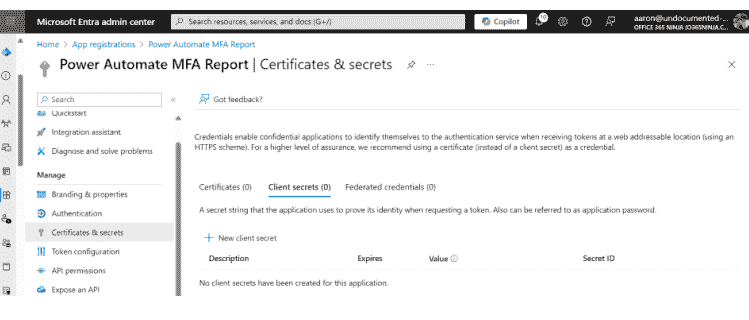 Microsoft Entra admin center
Search resources, services, and docs (G+/)
Copilot
aaron@undocumented-...
OFFICE 365 NINJA (O365NINJA.C...
Home > App registrations > Power Automate MFA Report
Power Automate MFA Report | Certificates & secrets
Search
Got feedback?
Quickstart
Integration assistant
Diagnose and solve problems
Manage
Branding & properties
Authentication
Certificates & secrets
Token configuration
API permissions
Expose an API
Credentials enable confidential applications to identify themselves to the authentication service when receiving tokens at a web addressable location (using an
HTTPS scheme). For a higher level of assurance, we recommend using a certificate (instead of a client secret) as a credential.
Certificates (0) Client secrets (0) Federated credentials (0)
A secret string that the application uses to prove its identity when requesting a token. Also can be referred to as application password.
New client secret
Description Expires Value Secret ID
No client secrets have been created for this application.